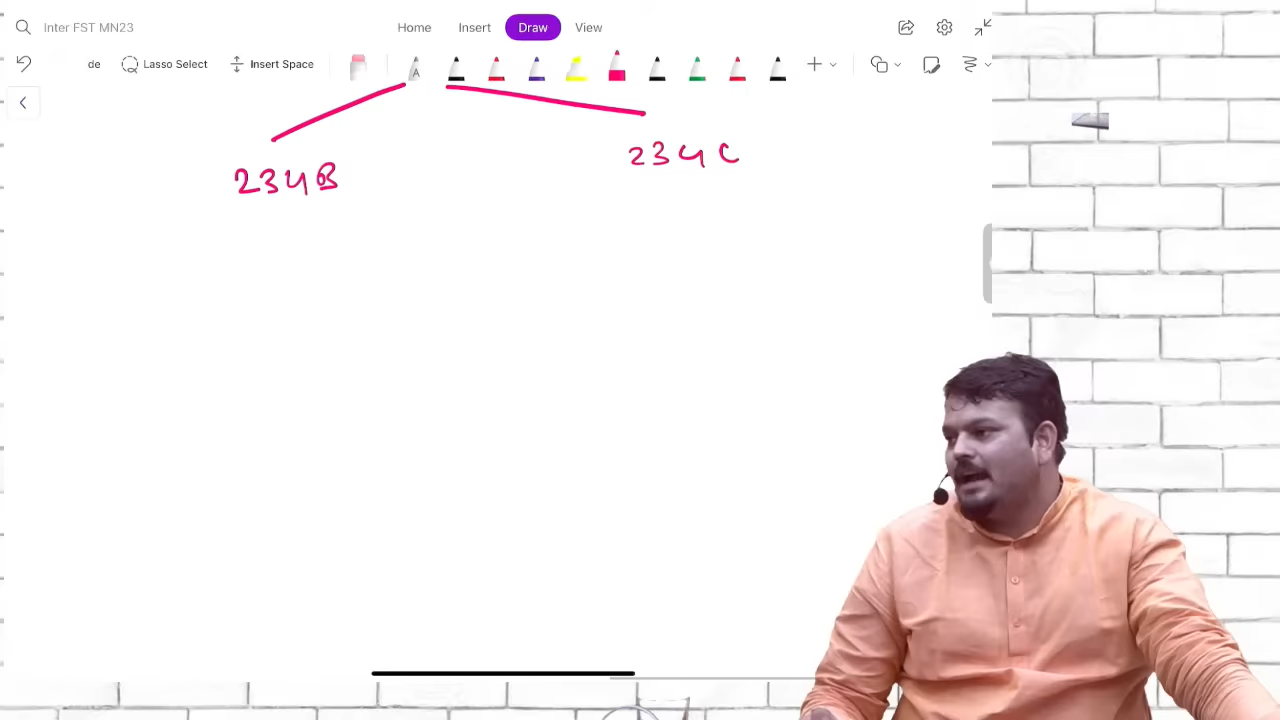 Inter FST MN23
Home Insert Draw View
de Lasso Select Insert Space
A
234B
234C